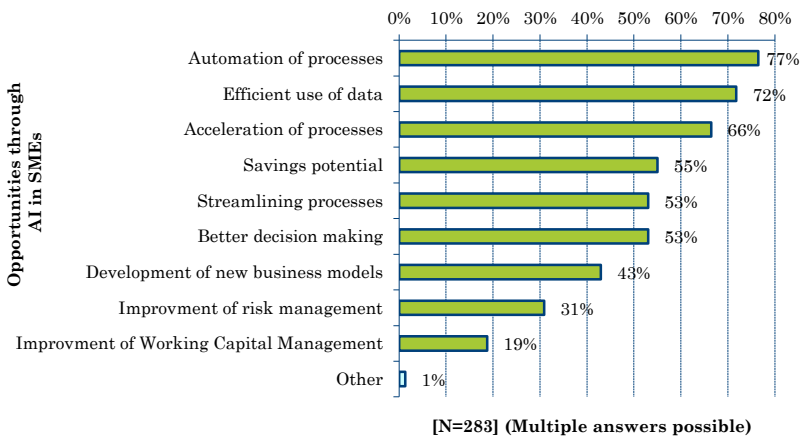 0% 10% 20% 30% 40% 50% 60% 70% 80%
Opportunities through
AI in SMEs
Automation of processes 77%
Efficient use of data 72%
Acceleration of processes 66%
Savings potential 55%
Streamlining processes 53%
Better decision making 53%
Development of new business models 43%
Improvment of risk management 31%
Improvment of Working Capital Management 19%
Other 1%
[N=283] (Multiple answers possible)